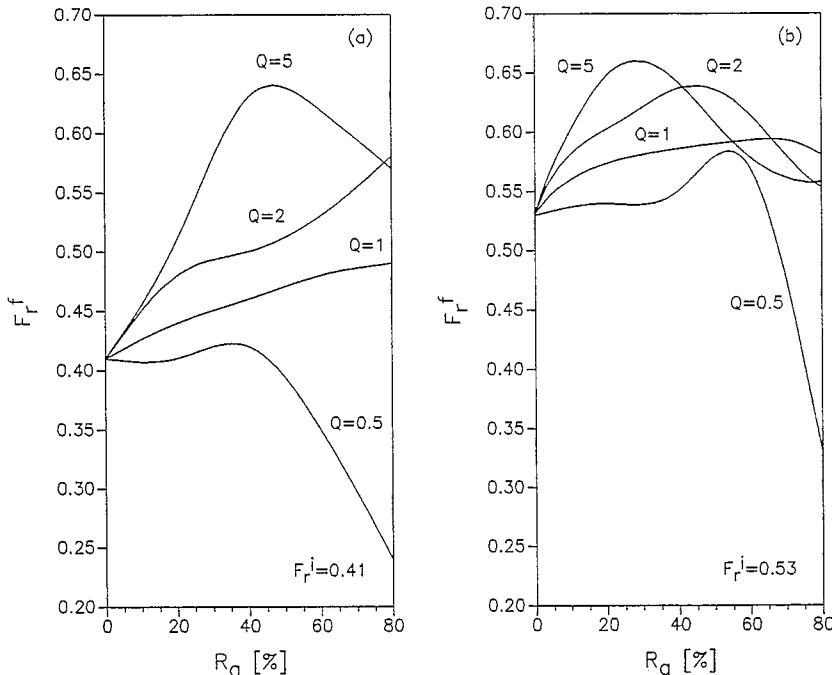 (a)
0.70
0.65
0.60
0.55
0.50
0.45
0.40
0.35
0.30
0.25
0.20
F_r^f
Q=5
Q=2
Q=1
Q=0.5
F_r^i=0.41
0 20 40 60 80
R_a [%]
(b)
0.70
0.65
0.60
0.55
0.50
0.45
0.40
0.35
0.30
0.25
0.20
F_r^f
Q=5
Q=2
Q=1
Q=0.5
F_r^i=0.53
0 20 40 60 80
R_a [%]